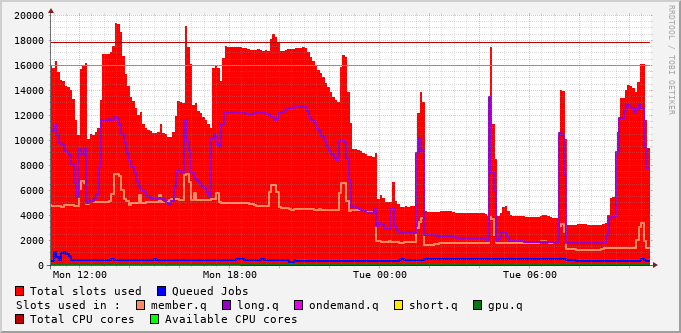 20000
18000
16000
14000
12000
10000
8000
6000
4000
2000
0
Mon 12:00 Mon 18:00 Tue 00:00 Tue 06:00
RRDTOOL / TOBI OETIKER
Total slots used Queued Jobs
Slots used in : member.q long.q ondemand.q short.q gpu.q
Total CPU cores Available CPU cores